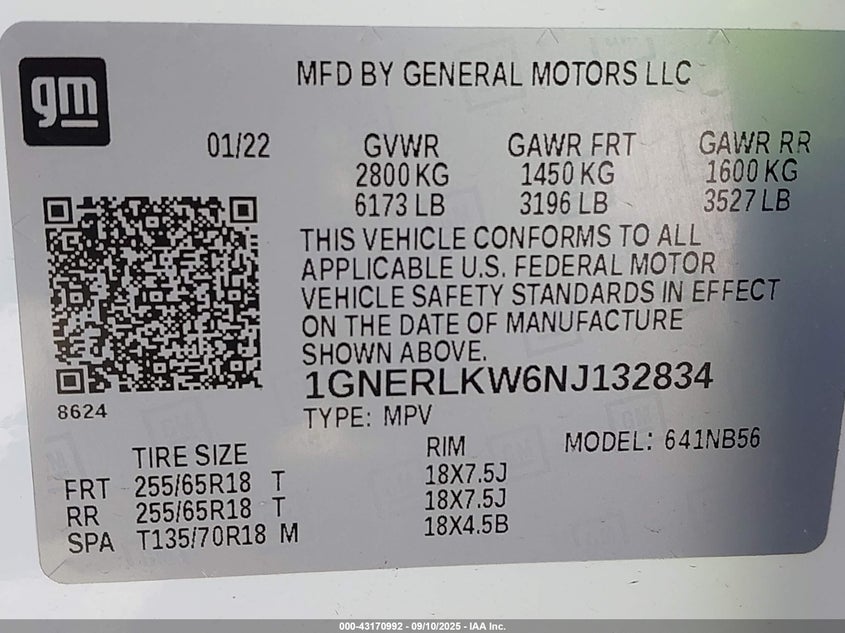 gm
MFD BY GENERAL MOTORS LLC
01/22 GVWR GAWR FRT GAWR RR
2800 KG 1450 KG 1600 KG
6173 LB 3196 LB 3527 LB
THIS VEHICLE CONFORMS TO ALL
APPLICABLE U.S. FEDERAL MOTOR
VEHICLE SAFETY STANDARDS IN EFFECT
ON THE DATE OF MANUFACTURE
SHOWN ABOVE.
1GNERLKW6NJ132834
8624
TYPE: MPV
MODEL: 641NB56
TIRE SIZE RIM
FRT 255/65R18 T 18X7.5J
RR 255/65R18 T 18X7.5J
SPA T135/70R18 M 18X4.5B
000-43170992 - 09/10/2025 - IAA Inc.